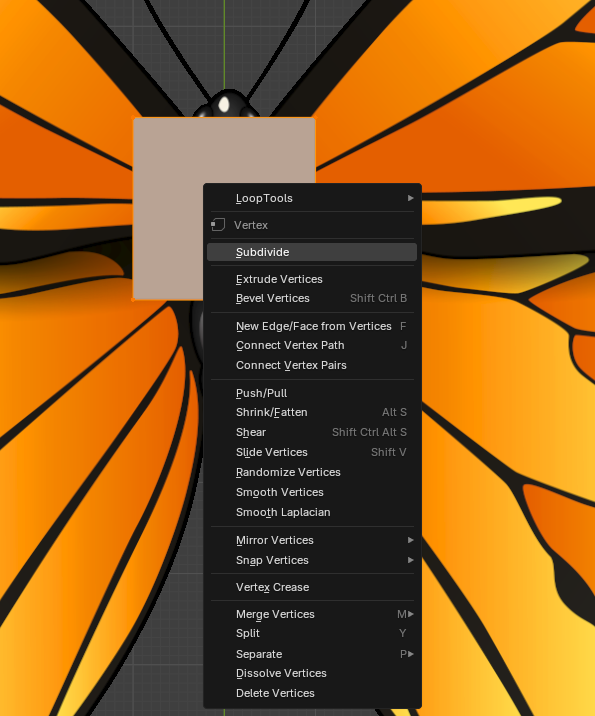 LoopTools
Vertex
Subdivide
Extrude Vertices
Bevel Vertices Shift Ctrl B
New Edge/Face from Vertices F
Connect Vertex Path J
Connect Vertex Pairs
Push/Pull
Shrink/Fatten Alt S
Shear Shift Ctrl Alt S
Slide Vertices Shift V
Randomize Vertices
Smooth Vertices
Smooth Laplacian
Mirror Vertices
Snap Vertices
Vertex Crease
Merge Vertices M
Split Y
Separate P
Dissolve Vertices
Delete Vertices